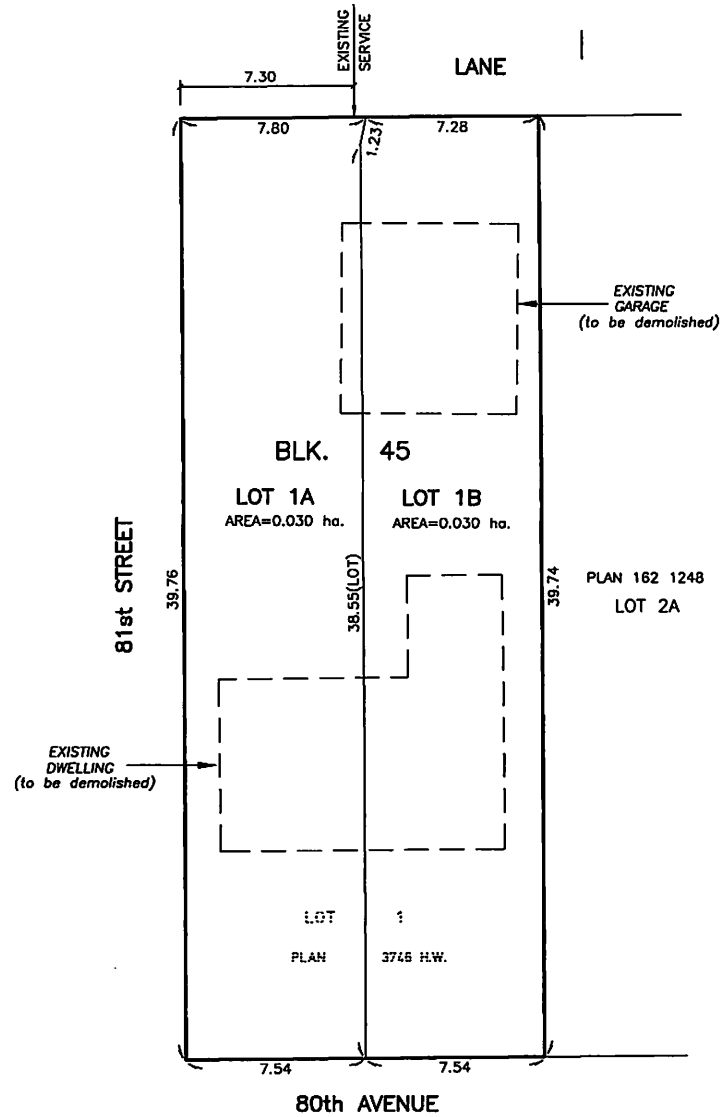 EXISTING
SERVICE
LANE
7.30
7.80
7.28
1.23
EXISTING
GARAGE
(to be demolished)
BLK. 45
LOT 1A
AREA=0.030 ha.
LOT 1B
AREA=0.030 ha.
81st STREET
39.76
38.55(LOT)
39.74
PLAN 162 1248
LOT 2A
EXISTING
DWELLING
(to be demolished)
LOT 1
PLAN 3746 H.W.
7.54
7.54
80th AVENUE